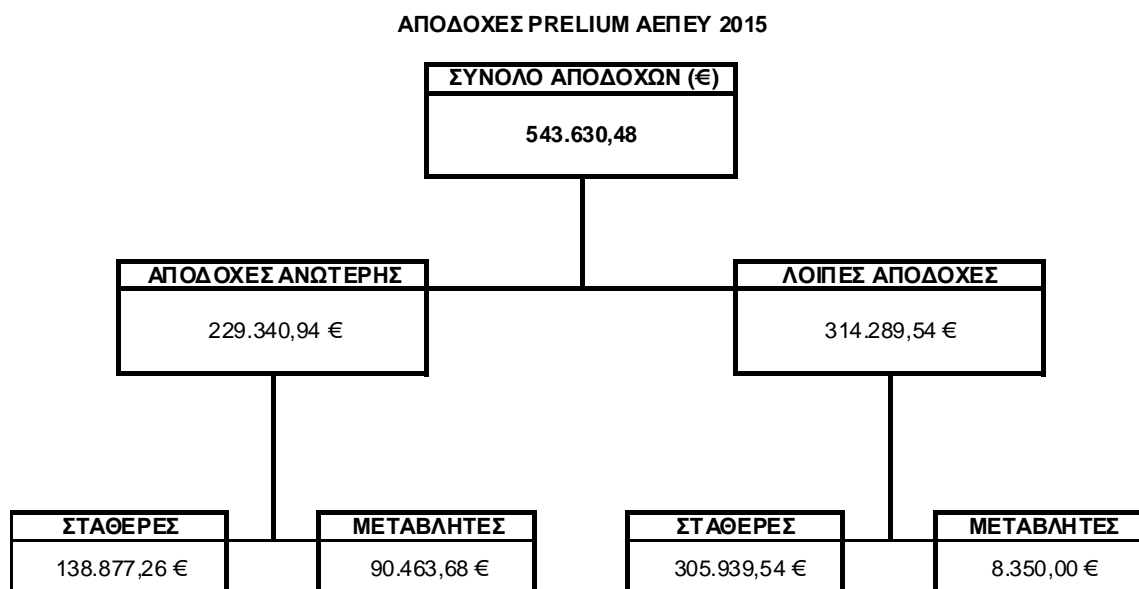 ΑΠΟΔΟΧΕΣ PRELIUM ΑΕΠΕΥ 2015
ΣΥΝΟΛΟ ΑΠΟΔΟΧΩΝ (€)
543.630,48
ΑΠΟΔΟΧΕΣ ΑΝΩΤΕΡΗΣ
ΛΟΙΠΕΣ ΑΠΟΔΟΧΕΣ
229.340,94 €
314.289,54 €
ΣΤΑΘΕΡΕΣ
ΜΕΤΑΒΛΗΤΕΣ
ΣΤΑΘΕΡΕΣ
ΜΕΤΑΒΛΗΤΕΣ
138.877,26 €
90.463,68 €
305.939,54 €
8.350,00 €